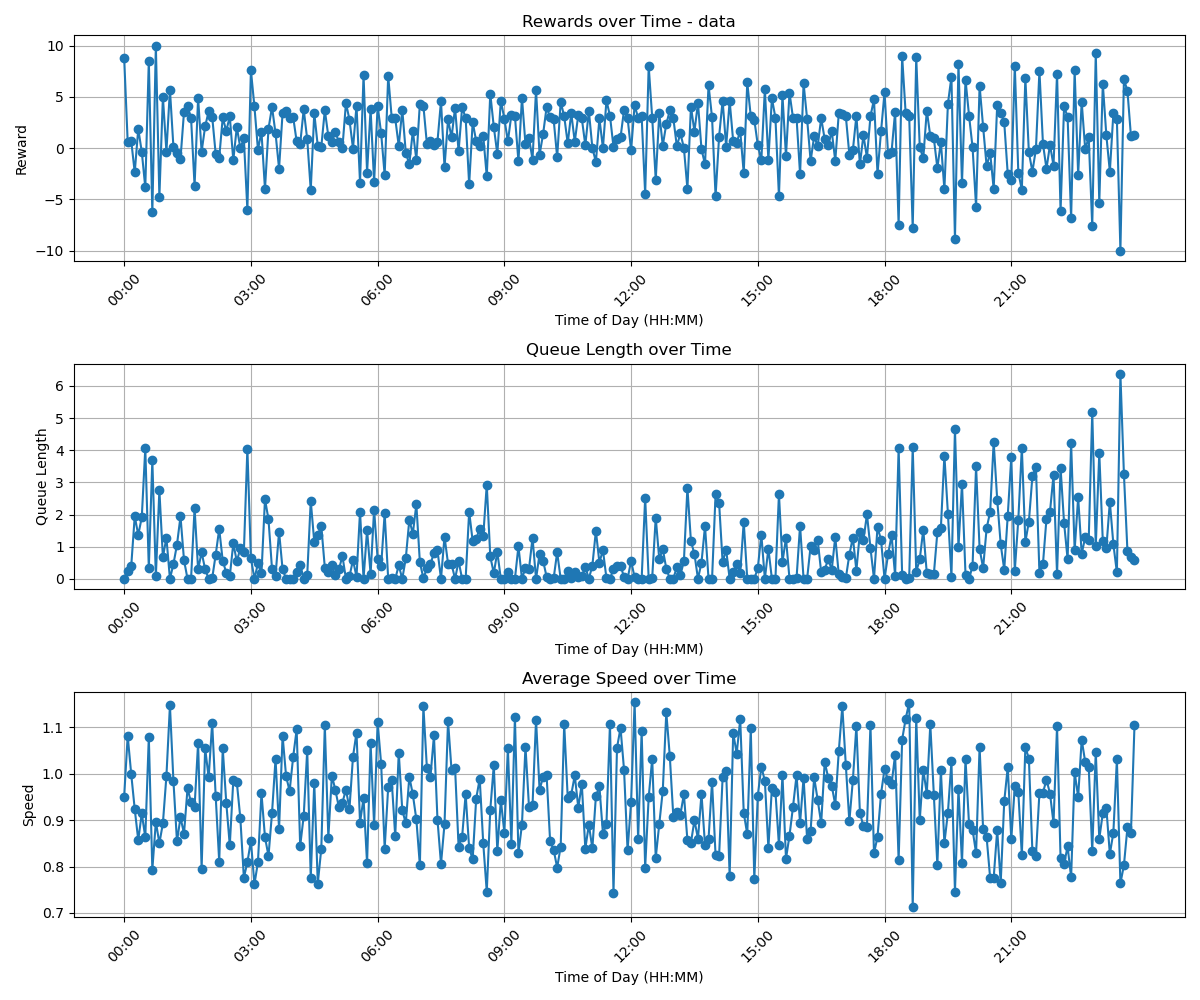 Rewards over Time - data
10
5
0
−5
−10
Reward
00:00 03:00 06:00 09:00 12:00 15:00 18:00 21:00
Time of Day (HH:MM)
Queue Length over Time
6
5
4
3
2
1
0
Queue Length
00:00 03:00 06:00 09:00 12:00 15:00 18:00 21:00
Time of Day (HH:MM)
Average Speed over Time
1.1
1.0
0.9
0.8
0.7
Speed
00:00 03:00 06:00 09:00 12:00 15:00 18:00 21:00
Time of Day (HH:MM)